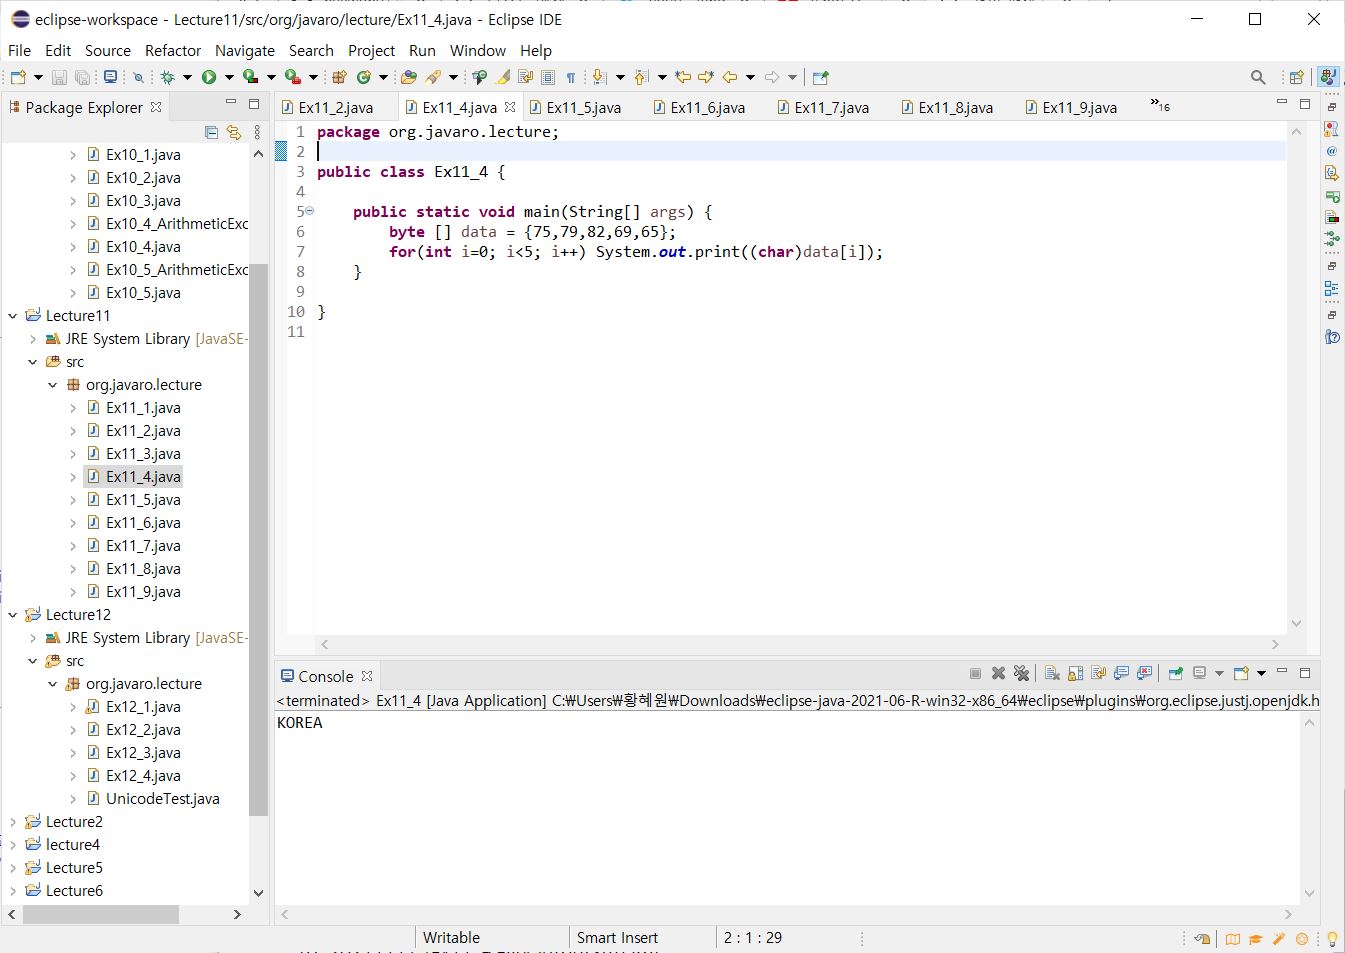 eclipse-workspace - Lecture11/src/org/javaro/lecture/Ex11_4.java - Eclipse IDE
File Edit Source Refactor Navigate Search Project Run Window Help
Package Explorer
Ex10_1.java
Ex10_2.java
Ex10_3.java
Ex10_4_ArithmeticExc
Ex10_4.java
Ex10_5_ArithmeticExc
Ex10_5.java
Lecture11
JRE System Library [JavaSE-
src
org.javaro.lecture
Ex11_1.java
Ex11_2.java
Ex11_3.java
Ex11_4.java
Ex11_5.java
Ex11_6.java
Ex11_7.java
Ex11_8.java
Ex11_9.java
Lecture12
JRE System Library [JavaSE-
src
org.javaro.lecture
Ex12_1.java
Ex12_2.java
Ex12_3.java
Ex12_4.java
UnicodeTest.java
Lecture2
lecture4
Lecture5
Lecture6
Ex11_2.java Ex11_4.java Ex11_5.java Ex11_6.java Ex11_7.java Ex11_8.java Ex11_9.java »16
1 package org.javaro.lecture;
2
3 public class Ex11_4 {
4
5 public static void main(String[] args) {
6 byte [] data = {75,79,82,69,65};
7 for(int i=0; i<5; i++) System.out.print((char)data[i]);
8 }
9
10 }
11
Console
<terminated> Ex11_4 [Java Application] C:₩Users₩황혜원₩Downloads₩eclipse-java-2021-06-R-win32-x86_64₩eclipse₩plugins₩org.eclipse.justj.openjdk.h
KOREA
Writable Smart Insert 2 : 1 : 29